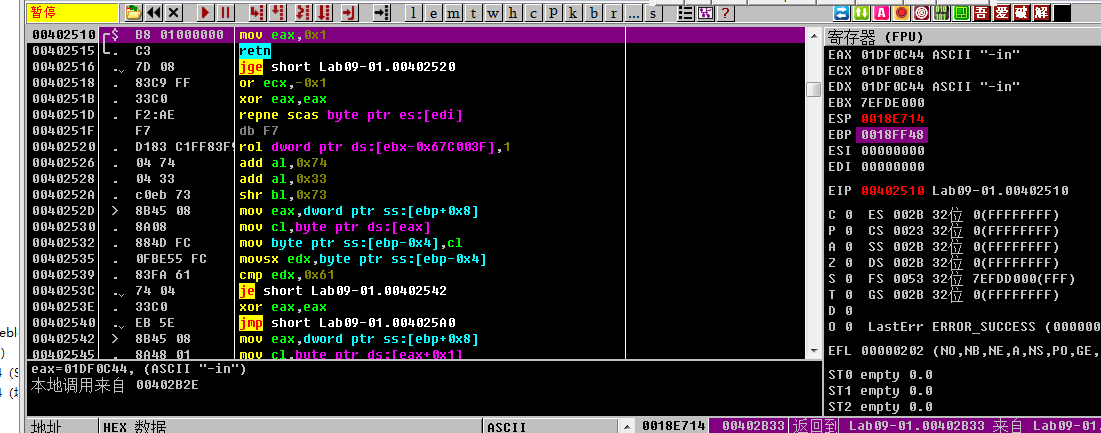 暂停
l e m t w h c p k b r ... s
吾 爱 破 解
00402510 B8 01000000 mov eax,0x1
00402515 C3 retn
00402516 7D 08 jge short Lab09-01.00402520
00402518 83C9 FF or ecx,-0x1
0040251B 33C0 xor eax,eax
0040251D F2:AE repne scas byte ptr es:[edi]
0040251F F7 db F7
00402520 D183 C1FF83F9 rol dword ptr ds:[ebx-0x67C003F],1
00402526 04 74 add al,0x74
00402528 04 33 add al,0x33
0040252A c0eb 73 shr bl,0x73
0040252D > 8B45 08 mov eax,dword ptr ss:[ebp+0x8]
00402530 . 8A08 mov cl,byte ptr ds:[eax]
00402532 . 884D FC mov byte ptr ss:[ebp-0x4],cl
00402535 . 0FBE55 FC movsx edx,byte ptr ss:[ebp-0x4]
00402539 . 83FA 61 cmp edx,0x61
0040253C 74 04 je short Lab09-01.00402542
0040253E . 33C0 xor eax,eax
00402540 EB 5E jmp short Lab09-01.004025A0
00402542 > 8B45 08 mov eax,dword ptr ss:[ebp+0x8]
00402545 . 8A48 01 mov cl,byte ptr ds:[eax+0x1]
eax=01DF0C44, (ASCII "-in")
本地调用来自 00402B2E
地址 HEX 数据 ASCII
0018E714 00402B33 返回到 Lab09-01.00402B33 来自 Lab09-01.
寄存器 (FPU)
EAX 01DF0C44 ASCII "-in"
ECX 01DF0BE8
EDX 01DF0C44 ASCII "-in"
EBX 7EFDE000
ESP 0018E714
EBP 0018FF48
ESI 00000000
EDI 00000000
EIP 00402510 Lab09-01.00402510
C 0 ES 002B 32位 0(FFFFFFFF)
P 0 CS 0023 32位 0(FFFFFFFF)
A 0 SS 002B 32位 0(FFFFFFFF)
Z 0 DS 002B 32位 0(FFFFFFFF)
S 0 FS 0053 32位 7EFDD000(FFF)
T 0 GS 002B 32位 0(FFFFFFFF)
D 0
O 0 LastErr ERROR_SUCCESS (000000
EFL 00000202 (NO,NB,NE,A,NS,PO,GE,
ST0 empty 0.0
ST1 empty 0.0
ST2 empty 0.0